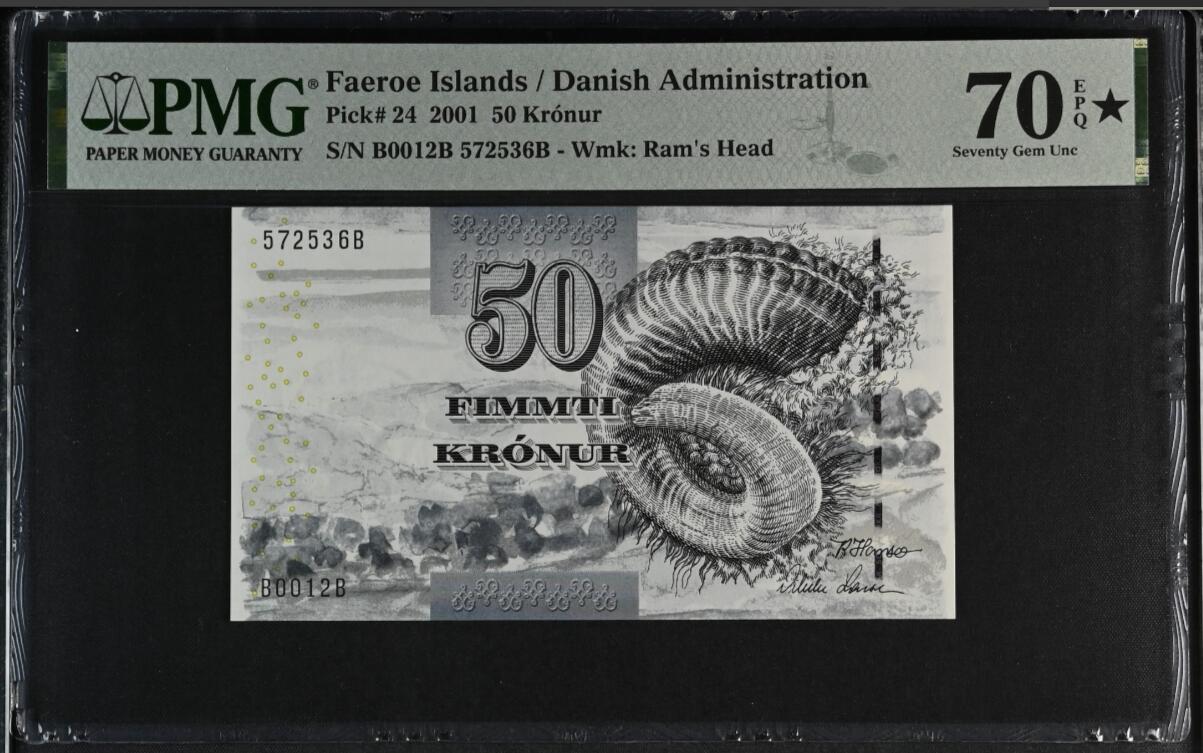 PMG®
PAPER MONEY GUARANTY
Faeroe Islands / Danish Administration
Pick# 24 2001 50 Krónur
S/N B0012B 572536B - Wmk: Ram's Head
70 EPQ ★
Seventy Gem Unc
572536B
50
FIMMTI
KRÓNUR
B0012B